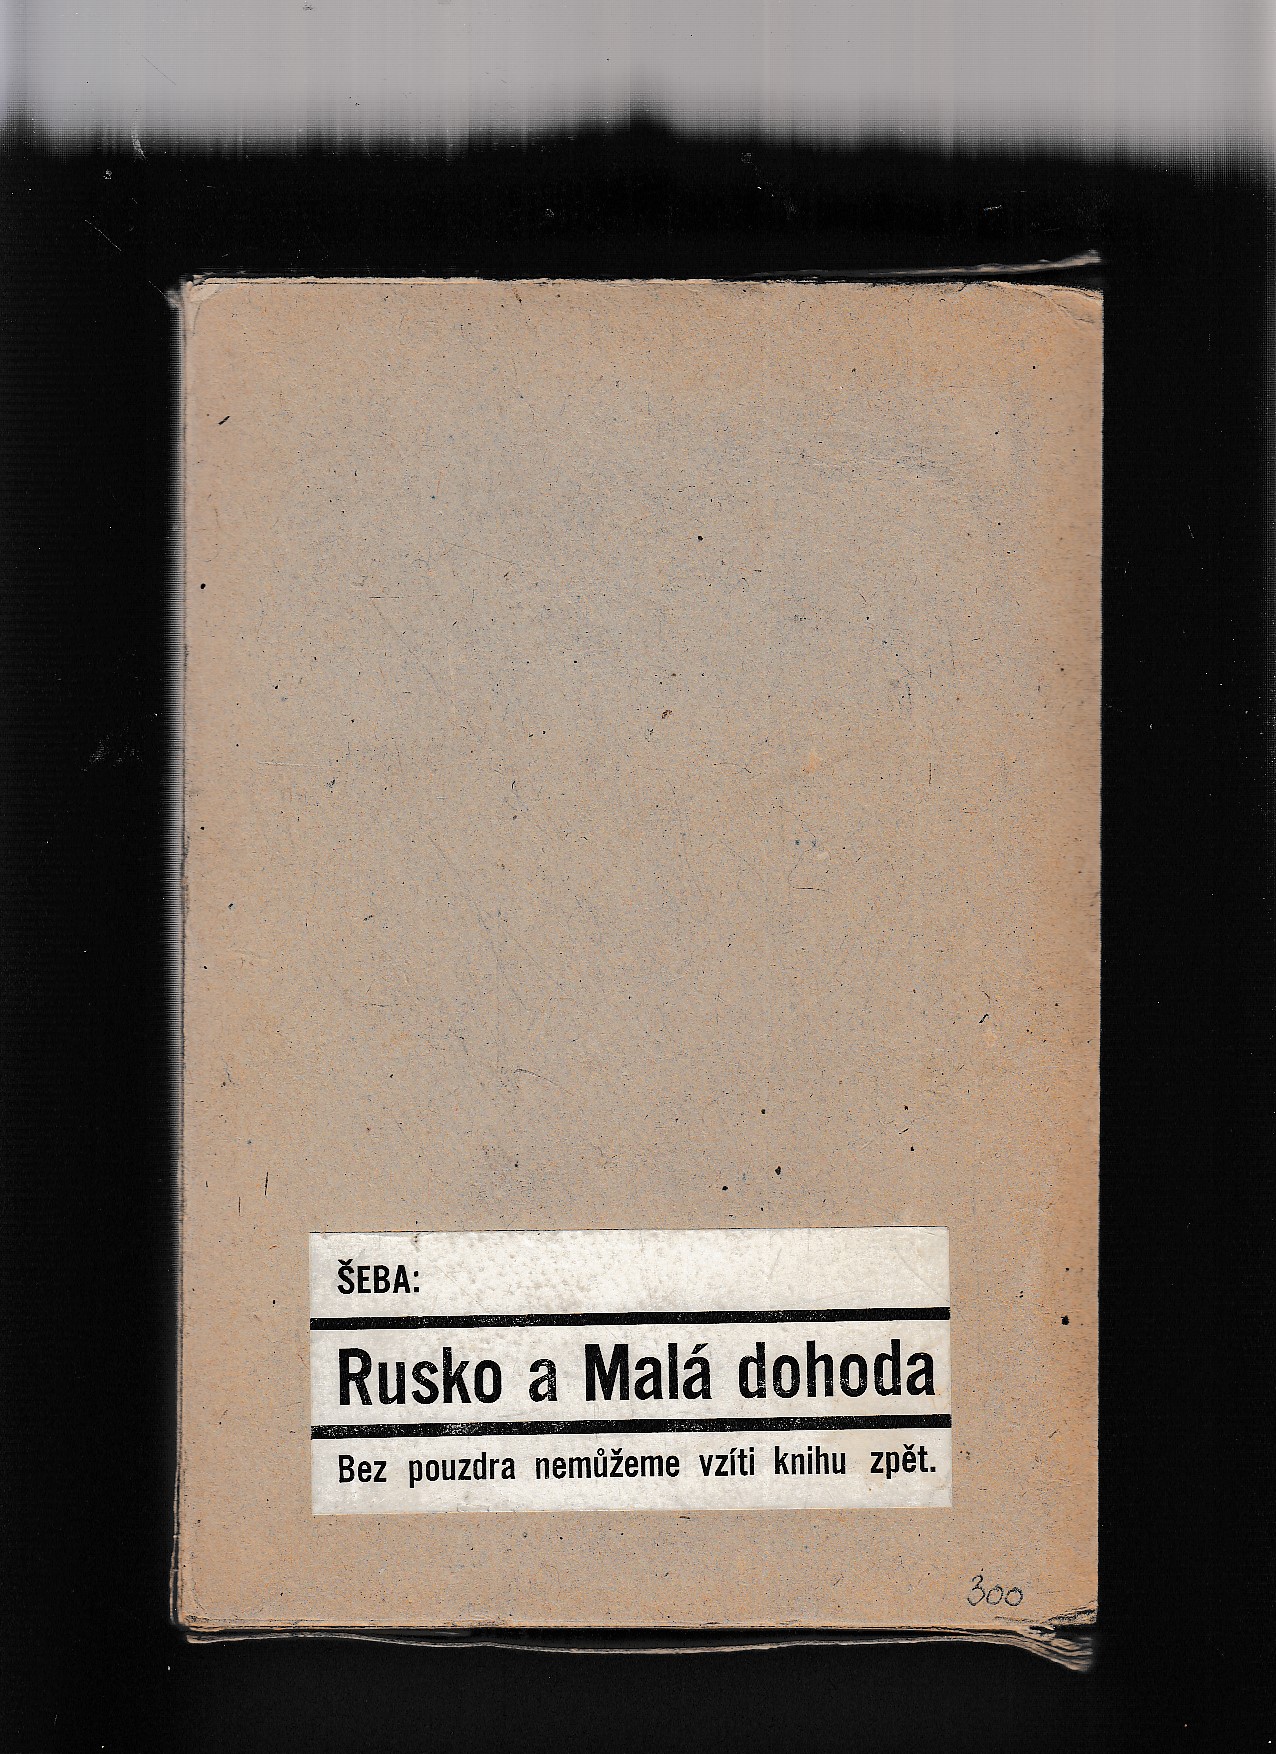 ŠEBA:
Rusko a Malá dohoda
Bez pouzdra nemůžeme vzíti knihu zpět.
300